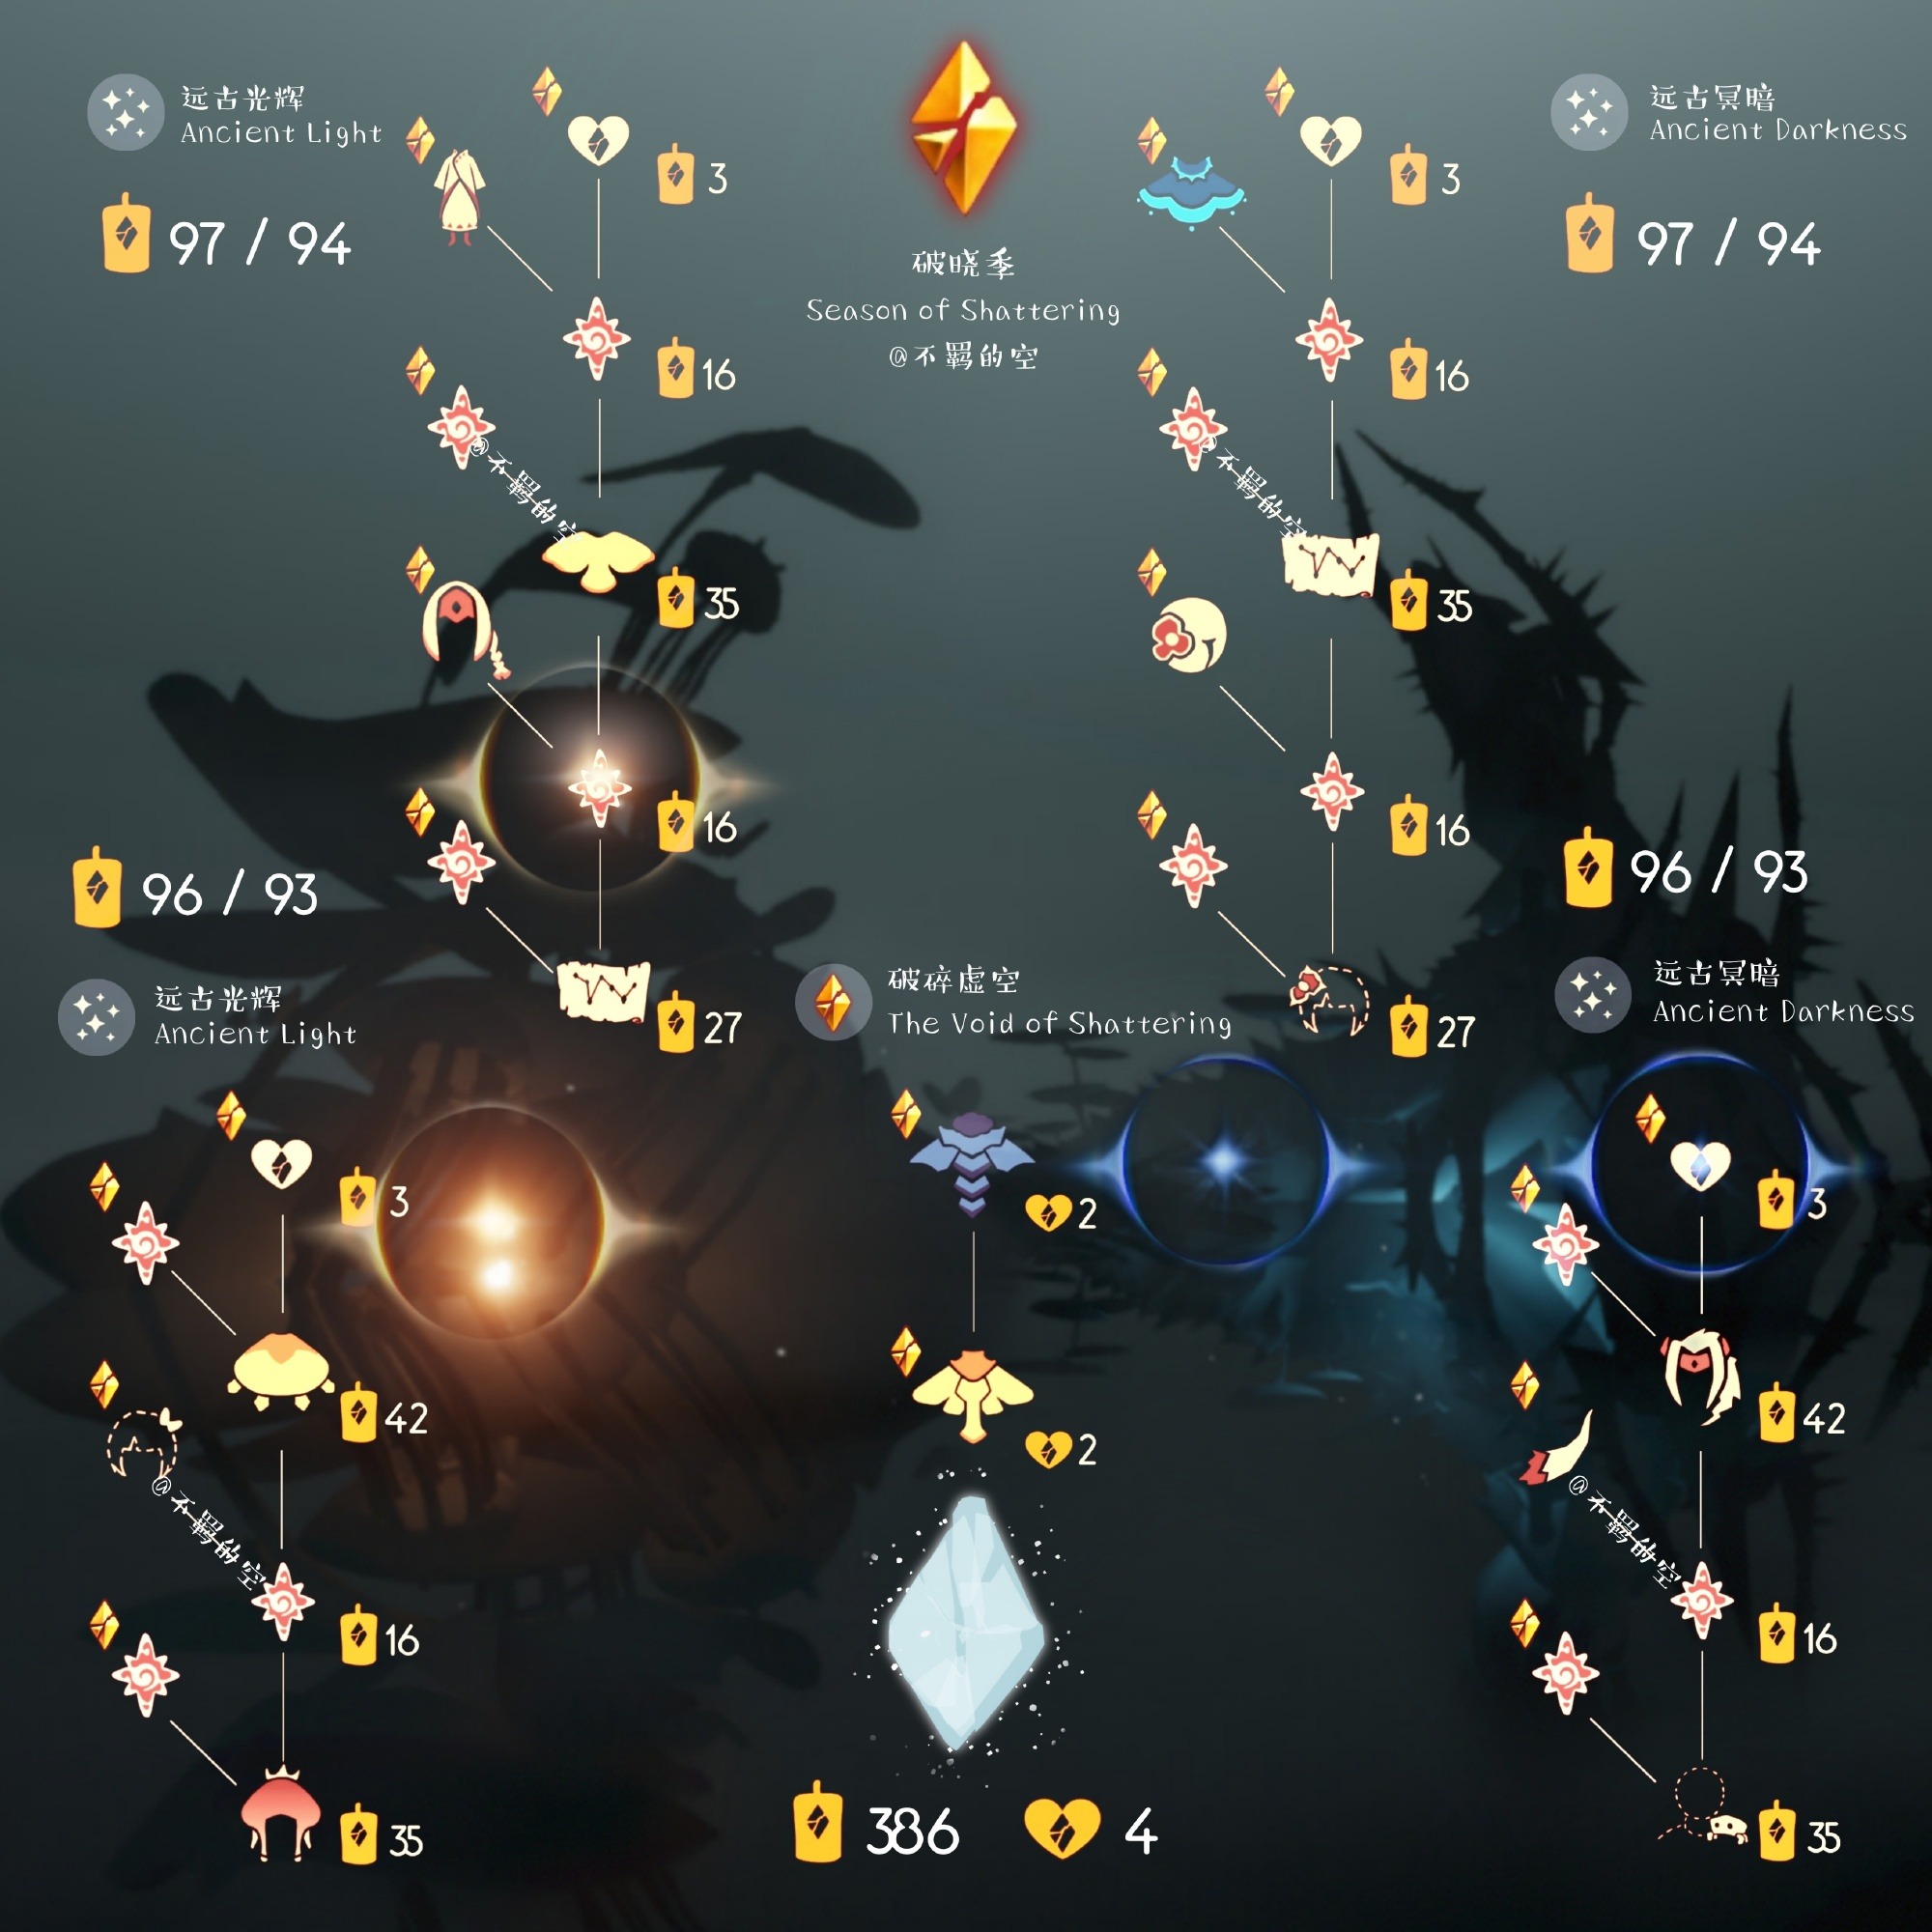 远古光辉
Ancient Light
97 / 94
3
16
35
16
27
@不羁的空
破晓季
Season of Shattering
@不羁的空
远古冥暗
Ancient Darkness
97 / 94
3
16
35
16
27
@不羁的空
96 / 93
远古光辉
Ancient Light
3
42
16
35
@不羁的空
破碎虚空
The Void of Shattering
2
2
386
4
96 / 93
远古冥暗
Ancient Darkness
3
42
16
35
@不羁的空